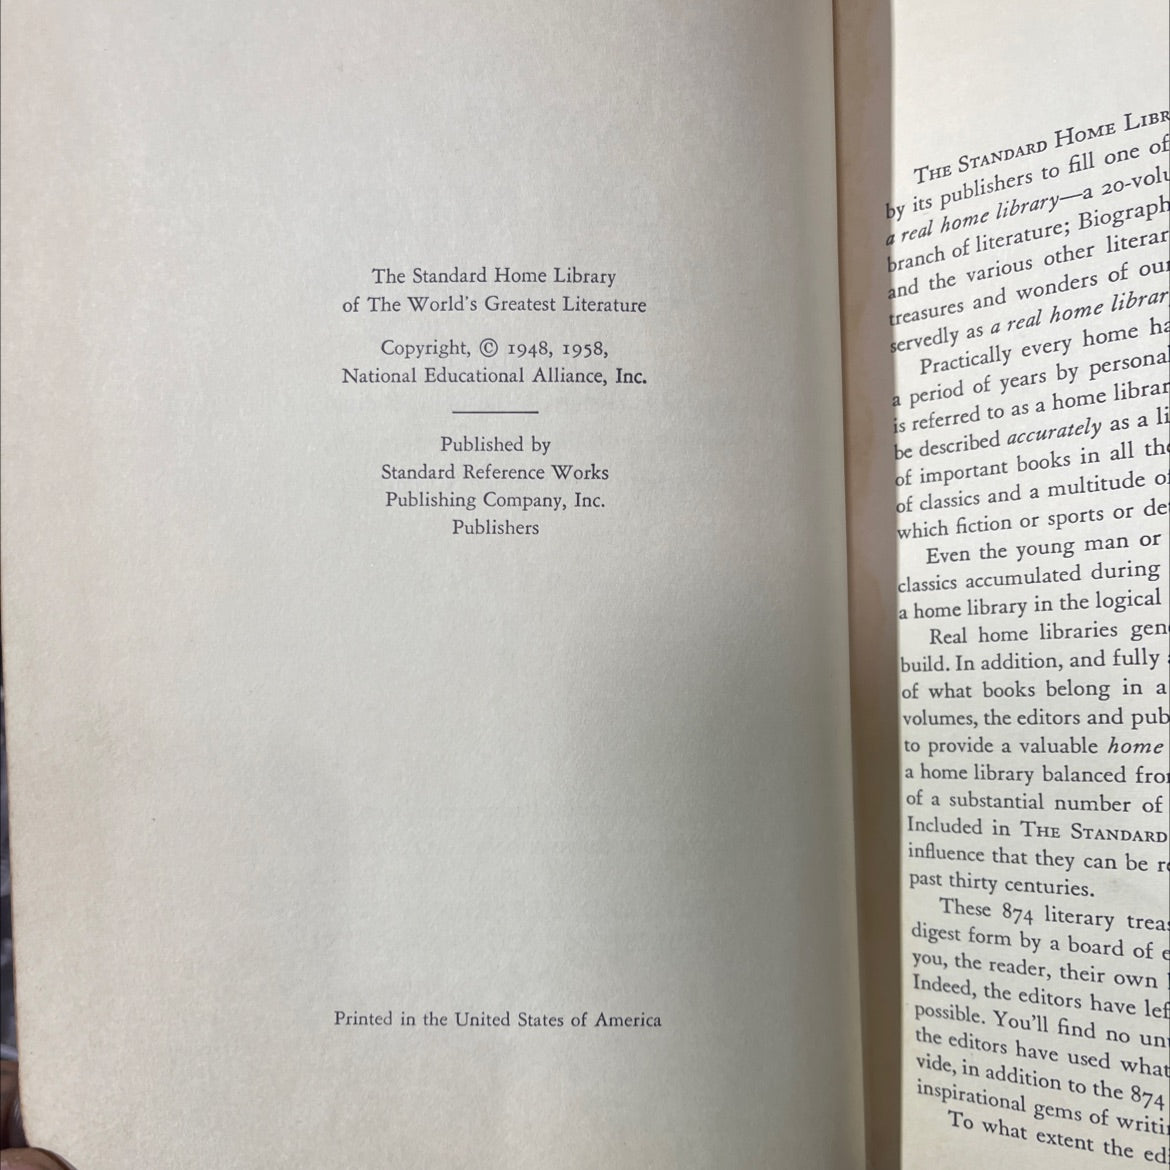 The Standard Home Library
of The World's Greatest Literature
Copyright, © 1948, 1958,
National Educational Alliance, Inc.
Published by
Standard Reference Works
Publishing Company, Inc.
Publishers
Printed in the United States of America
The Standard Home
by its publishers to fill one of
a real home library—a
branch of literature;
and the various other
treasures and wonders of
servedly as a real home
Practically every home
a period of years by
is referred to as a home
be described accurately as a
of important books in all
of classics and a multitude
which fiction or sports or
Even the young man or
classics accumulated during
a home library in the logical
Real home libraries
build. In addition, and fully
of what books belong in a
volumes, the editors and
to provide a valuable home
a home library balanced
of a substantial number of
Included in The Standard
influence that they can be
past thirty centuries.
These 874 literary
digest form by a board of
you, the reader, their own
Indeed, the editors have
possible. You'll find no
the editors have used what
vide, in addition to the 874
inspirational gems of
To what extent the